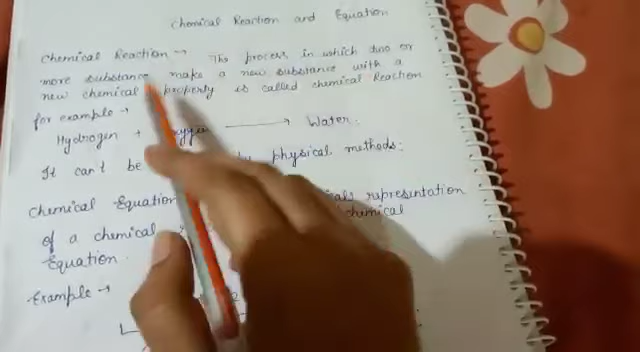 Chemical Reaction and Equation
Chemical Reaction → The process in which two or
more substance make a new substance with a
new chemical property is called chemical Reaction
for example →
Hydrogen + → Water.
It can't be by physical methods:
Chemical Equation represintation
of a chemical chemical
Equation.
Example →